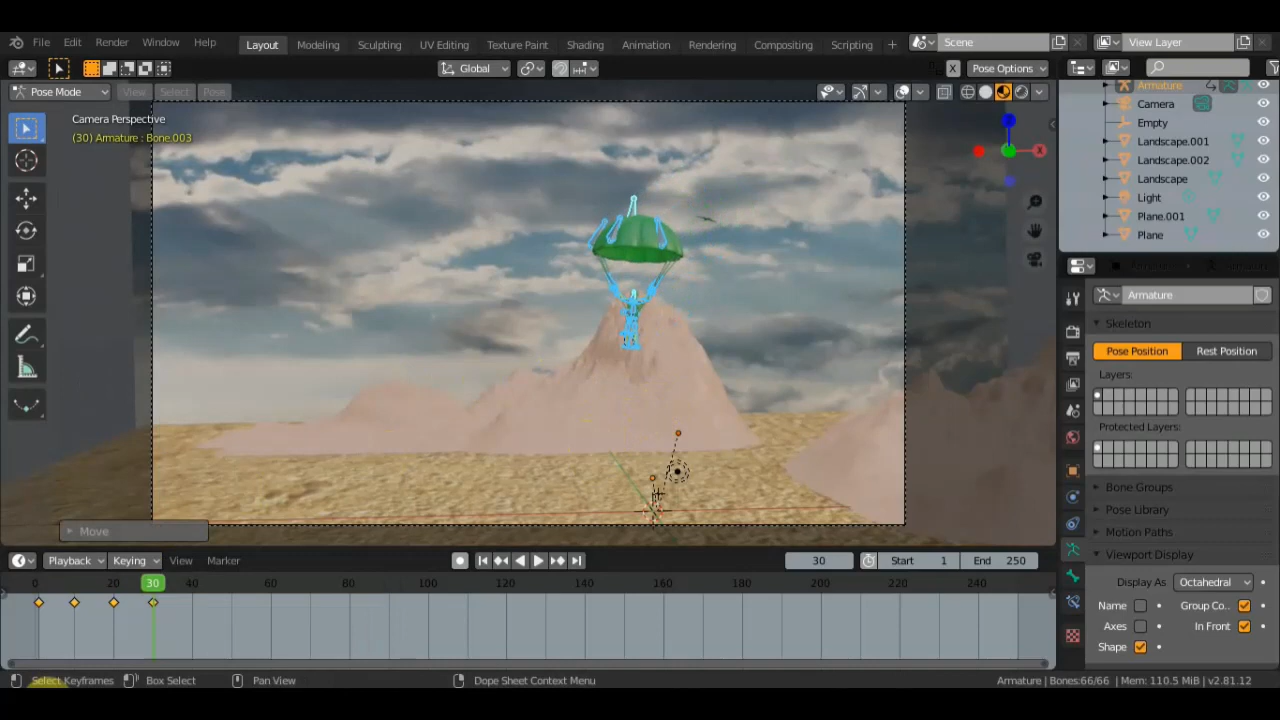 File Edit Render Window Help
Layout Modeling Sculpting UV Editing Texture Paint Shading Animation Rendering Compositing Scripting +
Scene View Layer
Global X Pose Options
Pose Mode View Select Pose
Camera Perspective
(30) Armature : Bone.003
X
Armature
Camera
Empty
Landscape.001
Landscape.002
Landscape
Light
Plane.001
Plane
Armature
Skeleton
Pose Position Rest Position
Layers:
Protected Layers:
Bone Groups
Pose Library
Motion Paths
Viewport Display
Display As Octahedral
Name Group Co..
Axes In Front
Shape
Move
Playback Keying View Marker 30 Start 1 End 250
0 20 30 40 60 80 100 120 140 160 180 200 220 240
Select Keyframes Box Select Pan View Dope Sheet Context Menu Armature | Bones:66/66 | Mem: 110.5 MiB | v2.81.12